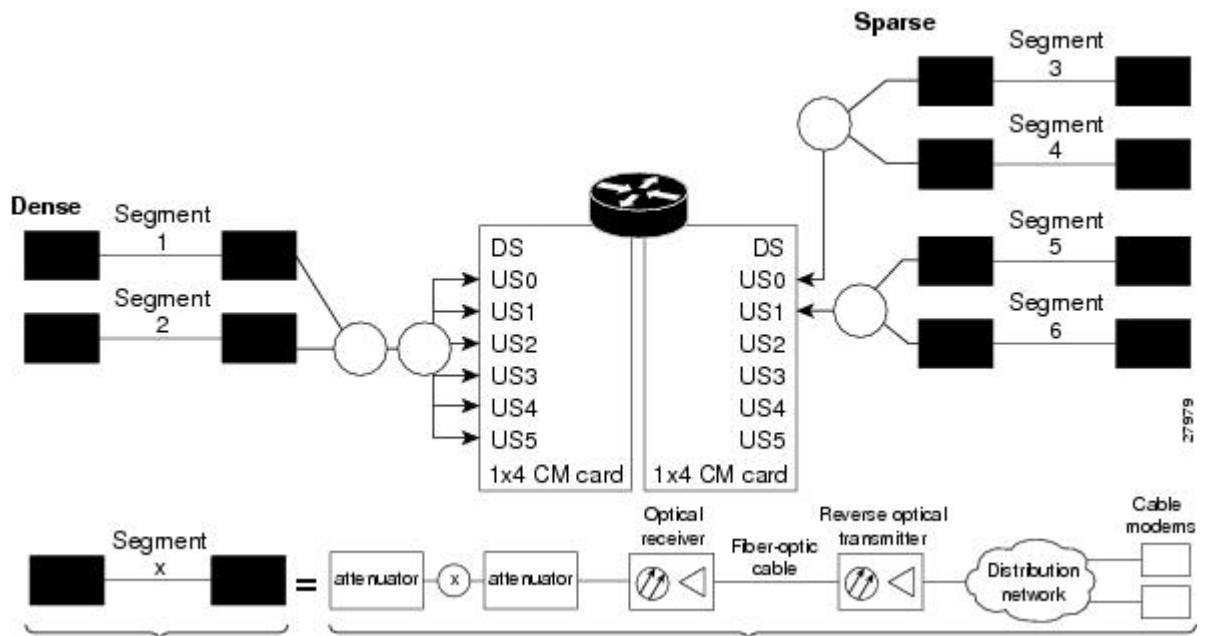 Dense
Segment
1
Segment
2
DS
US0
US1
US2
US3
US4
US5
1x4 CM card
DS
US0
US1
US2
US3
US4
US5
1x4 CM card
Sparse
Segment
3
Segment
4
Segment
5
Segment
6
27979
Segment
x
=
attenuator
x
attenuator
Optical
receiver
Fiber-optic
cable
Reverse optical
transmitter
Distribution
network
Cable
modems